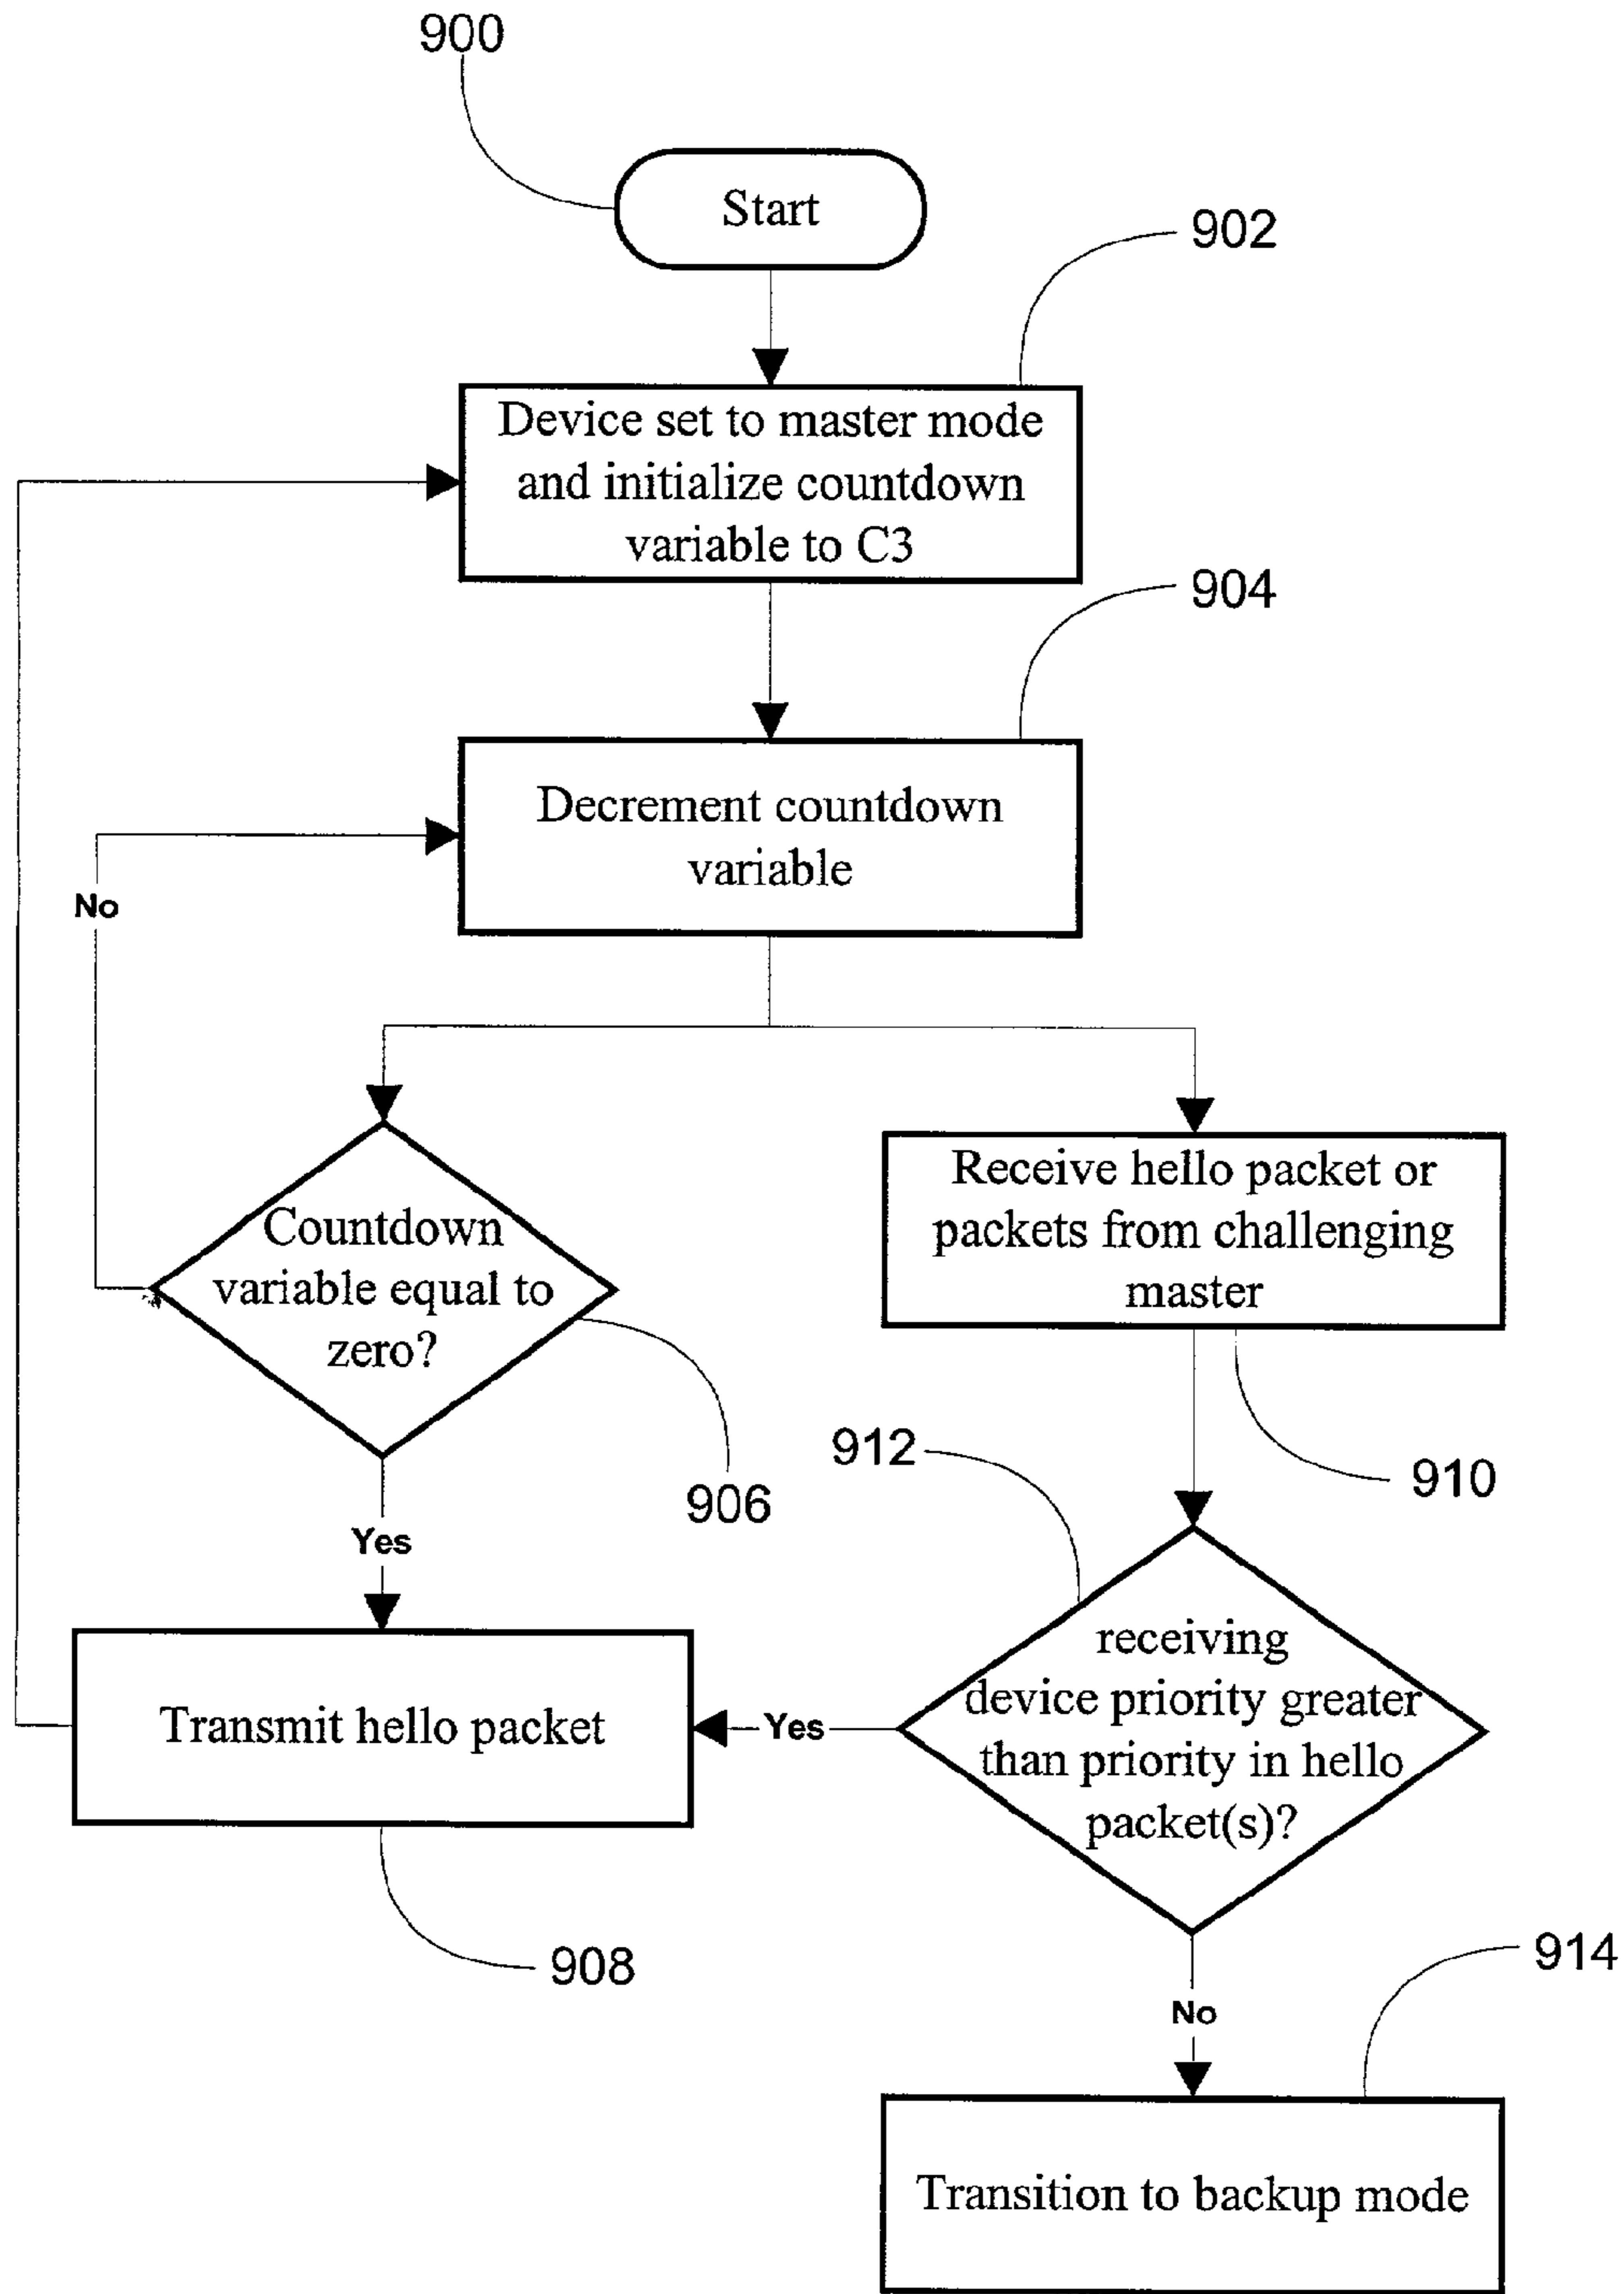 900
Start
902
Device set to master mode
and initialize countdown
variable to C3
904
Decrement countdown
variable
No
Countdown
variable equal to
zero?
906
Receive hello packet or
packets from challenging
master
910
912
Yes
receiving
device priority greater
than priority in hello
packet(s)?
Yes
Transmit hello packet
908
No
914
Transition to backup mode